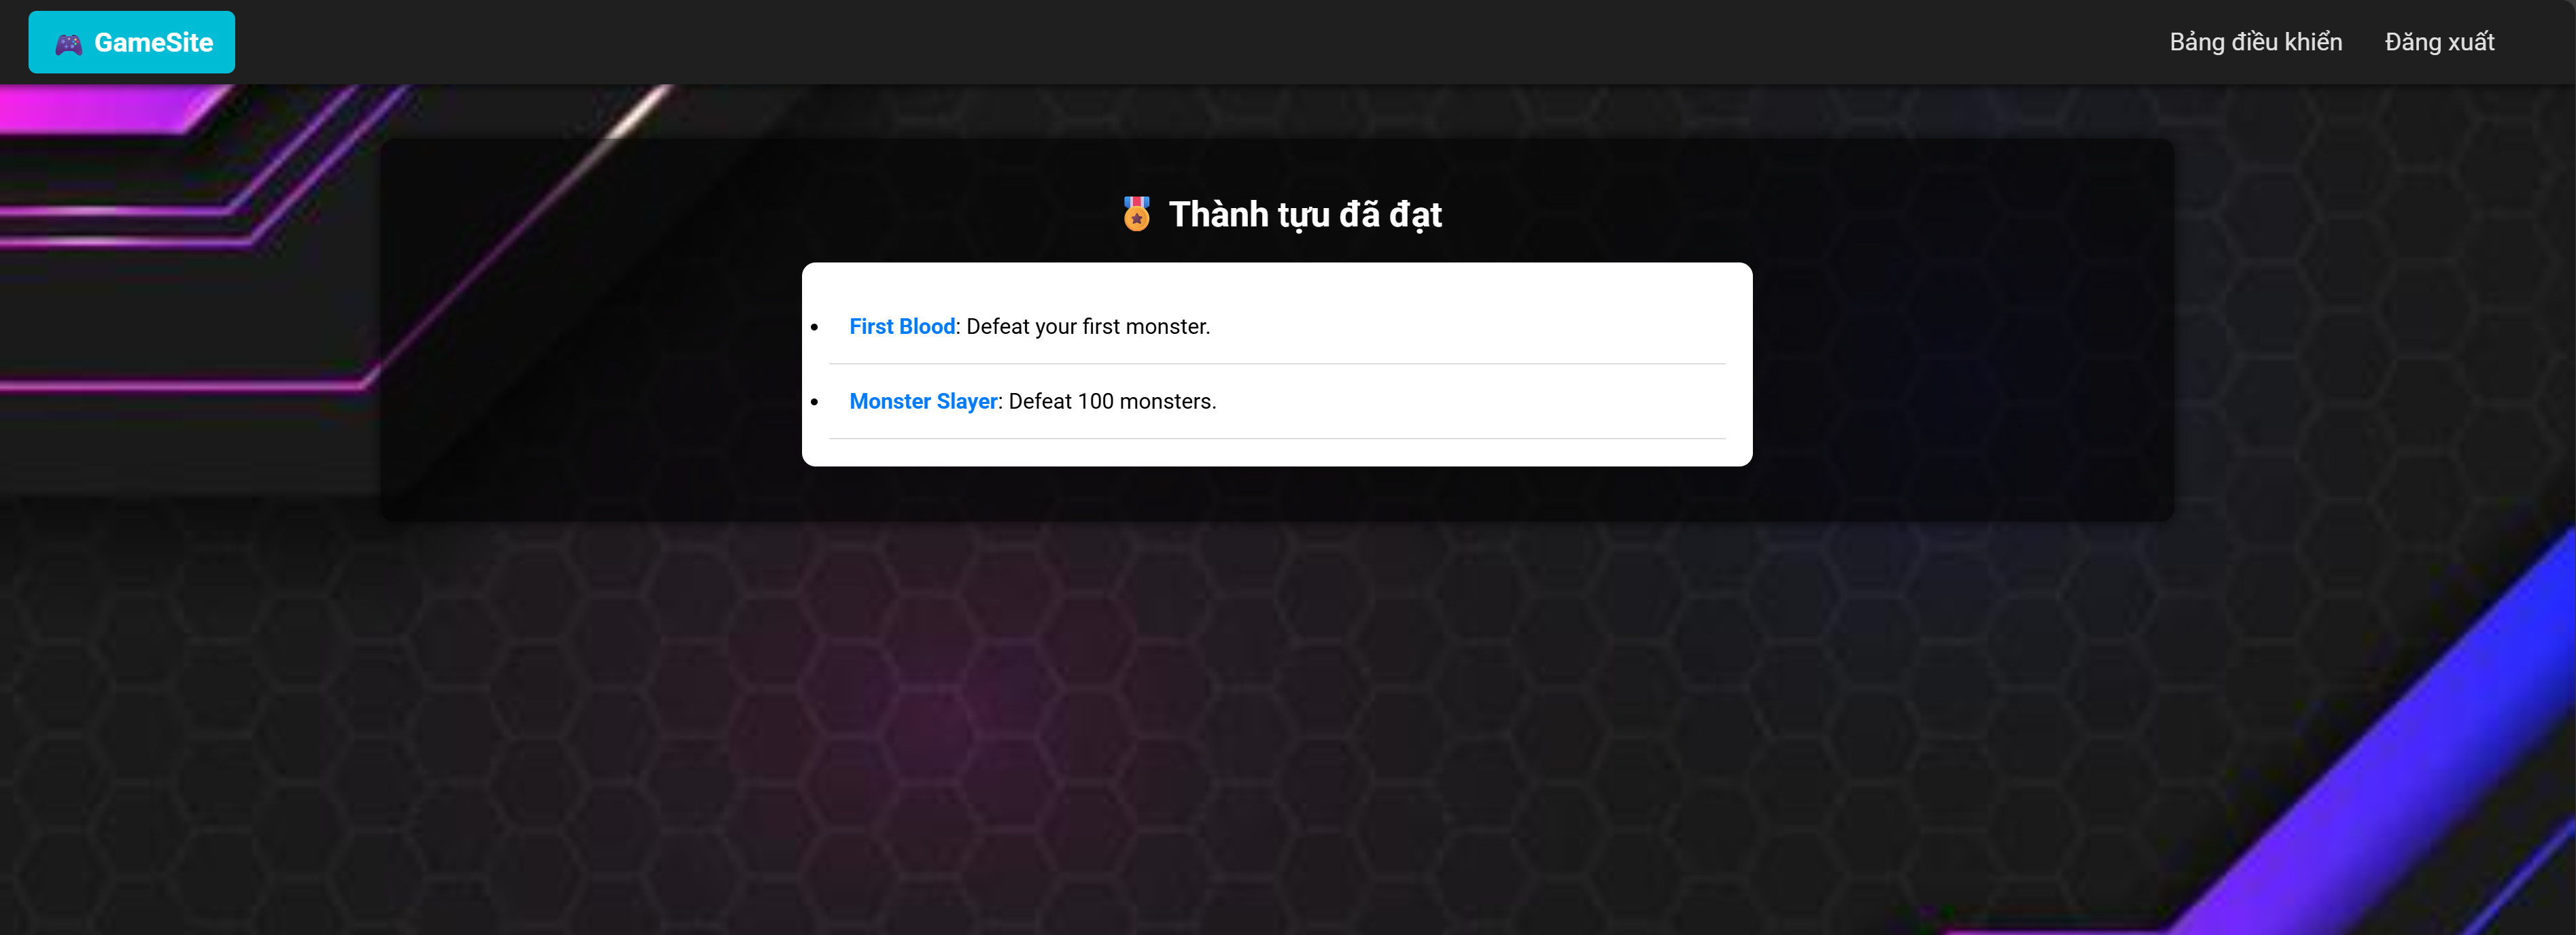 🎮 GameSite
Bảng điều khiển
Đăng xuất
🏅 Thành tựu đã đạt
• First Blood: Defeat your first monster.
• Monster Slayer: Defeat 100 monsters.